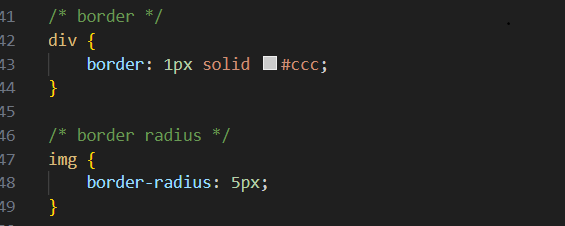 41 /* border */
42 div {
43     border: 1px solid #ccc;
44 }
45
46 /* border radius */
47 img {
48     border-radius: 5px;
49 }